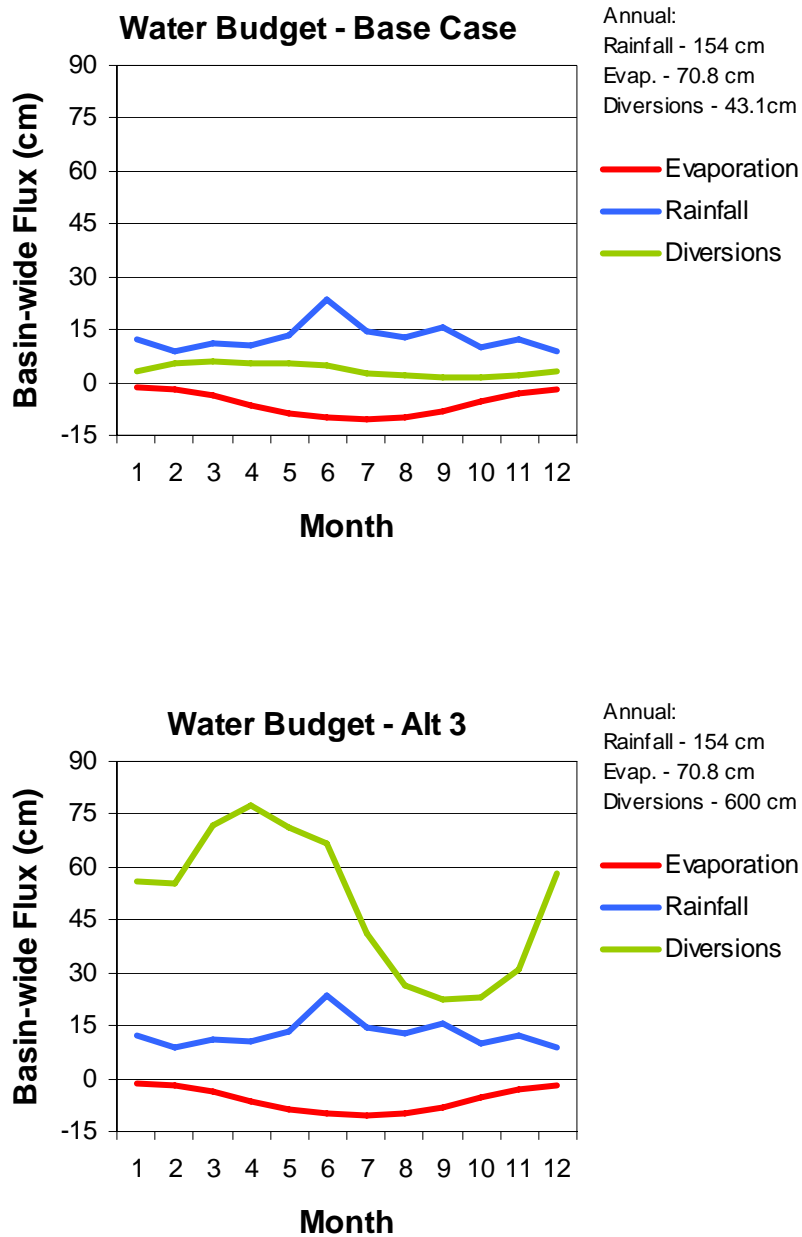 Water Budget - Base Case
Annual:
Rainfall - 154 cm
Evap. - 70.8 cm
Diversions - 43.1cm
Evaporation
Rainfall
Diversions
Basin-wide Flux (cm)
90
75
60
45
30
15
0
-15
1 2 3 4 5 6 7 8 9 10 11 12
Month
Water Budget - Alt 3
Annual:
Rainfall - 154 cm
Evap. - 70.8 cm
Diversions - 600 cm
Evaporation
Rainfall
Diversions
Basin-wide Flux (cm)
90
75
60
45
30
15
0
-15
1 2 3 4 5 6 7 8 9 10 11 12
Month